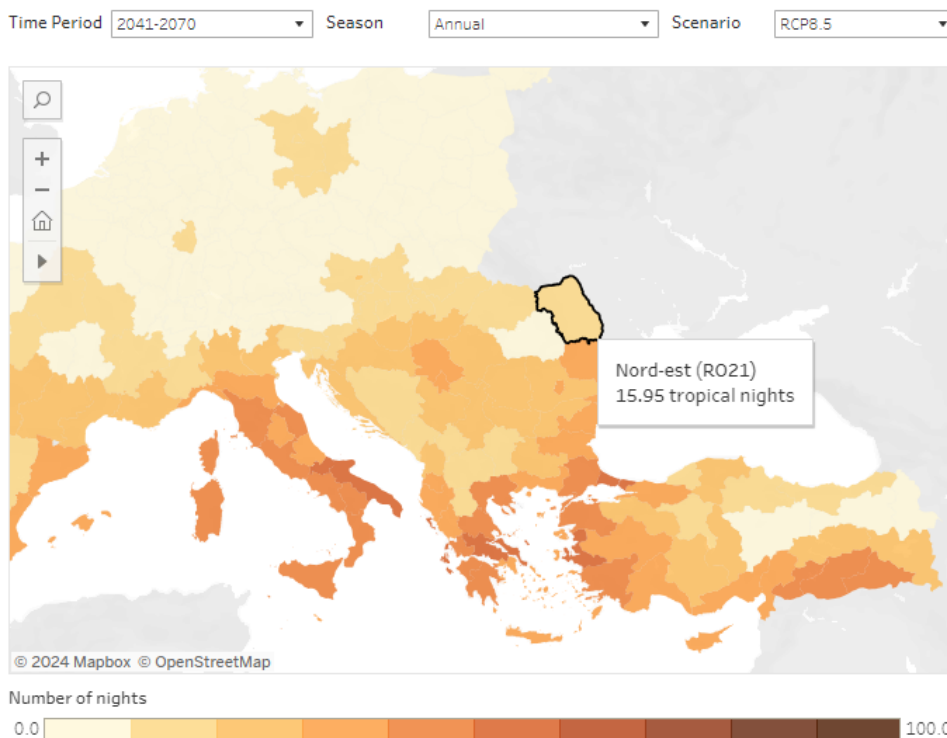 Time Period 2041-2070 Season Annual Scenario RCP8.5
Nord-est (RO21)
15.95 tropical nights
© 2024 Mapbox © OpenStreetMap
Number of nights
0.0 100.0